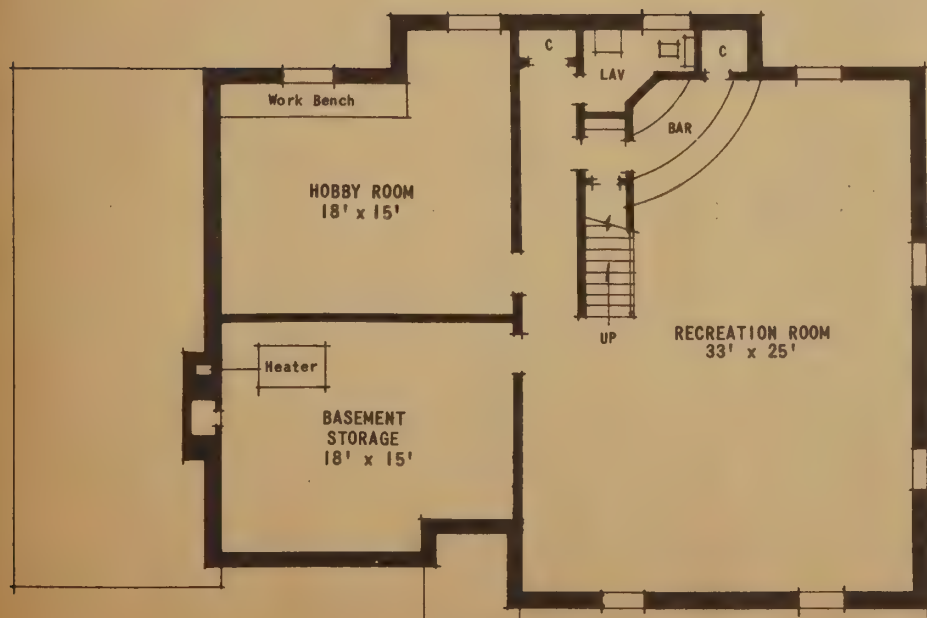 C
C
LAV
Work Bench
BAR
HOBBY ROOM
18' x 15'
UP
RECREATION ROOM
33' x 25'
Heater
BASEMENT
STORAGE
18' x 15'